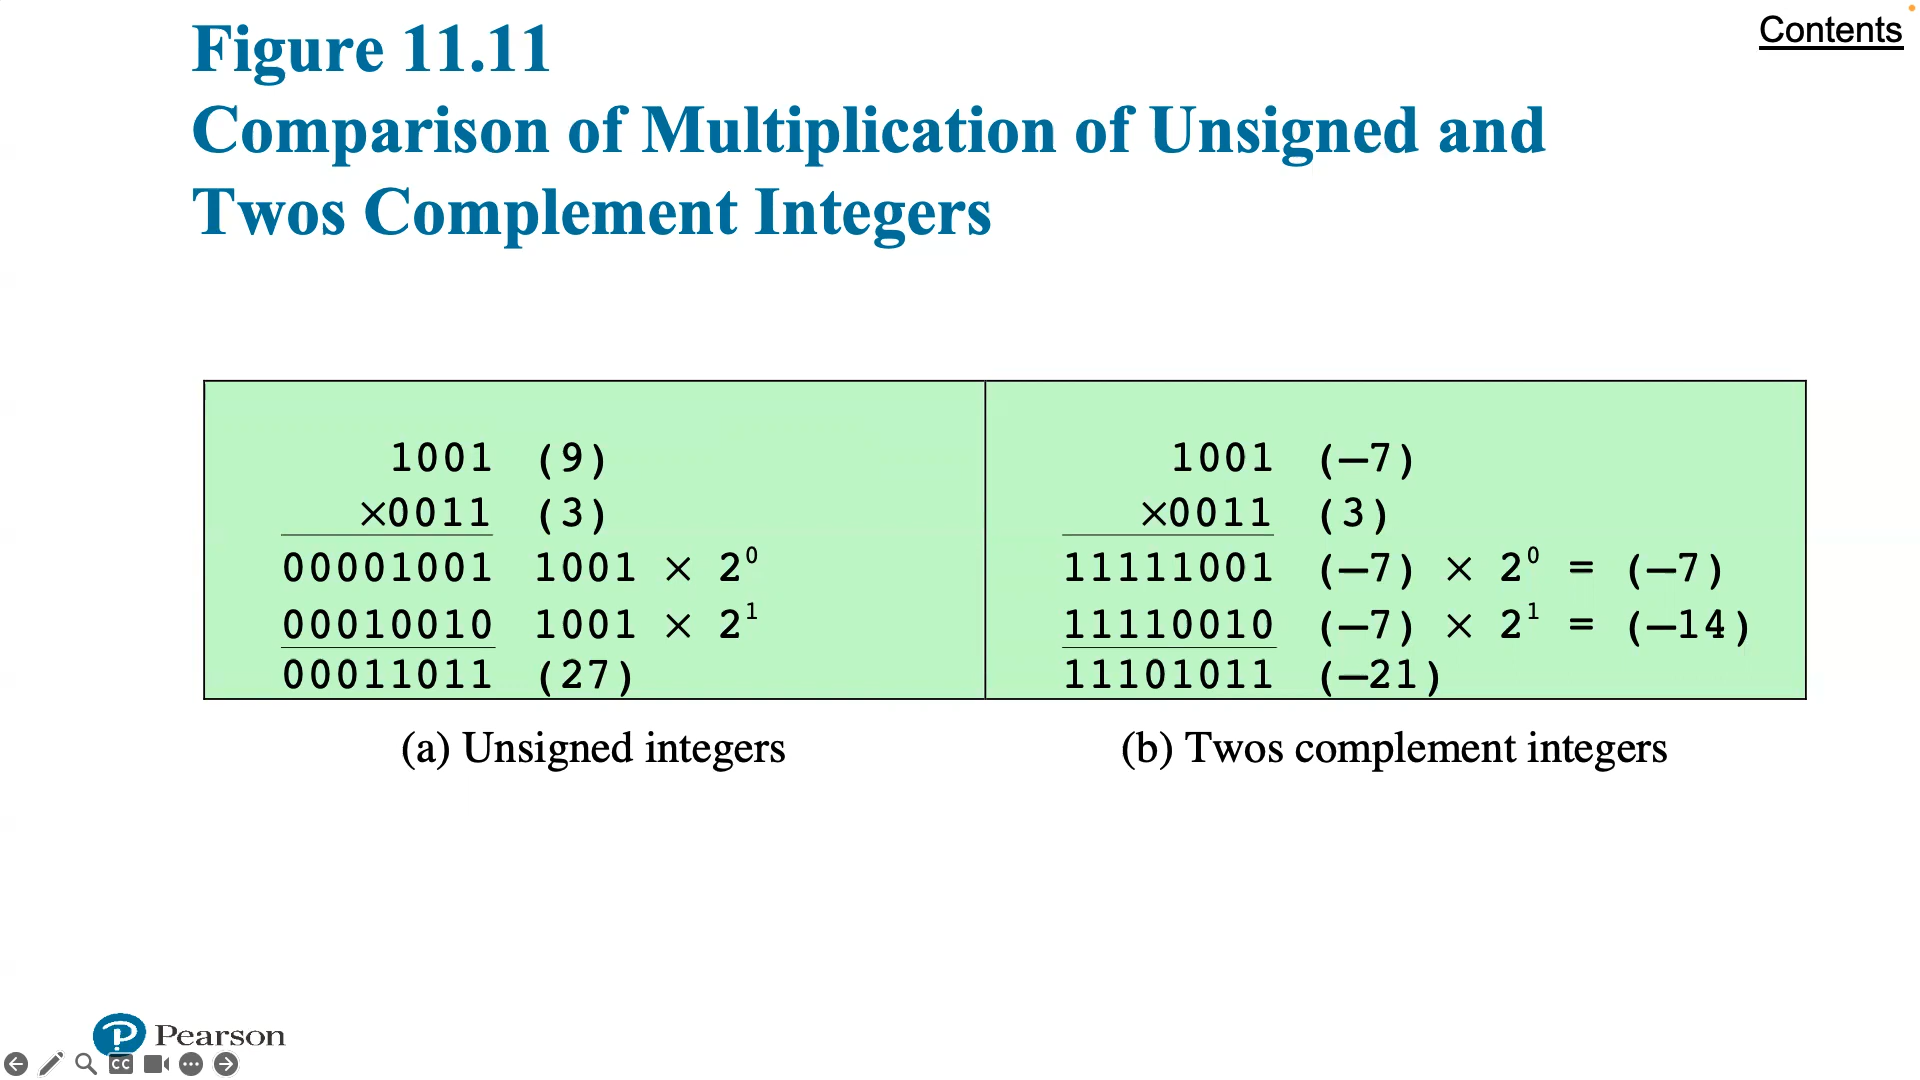 Contents
Figure 11.11
Comparison of Multiplication of Unsigned and
Twos Complement Integers
1001 (9)
×0011 (3)
00001001 1001 × 2⁰
00010010 1001 × 2¹
00011011 (27)
(a) Unsigned integers
1001 (—7)
×0011 (3)
11111001 (—7) × 2⁰ = (—7)
11110010 (—7) × 2¹ = (—14)
11101011 (—21)
(b) Twos complement integers
P Pearson
CC